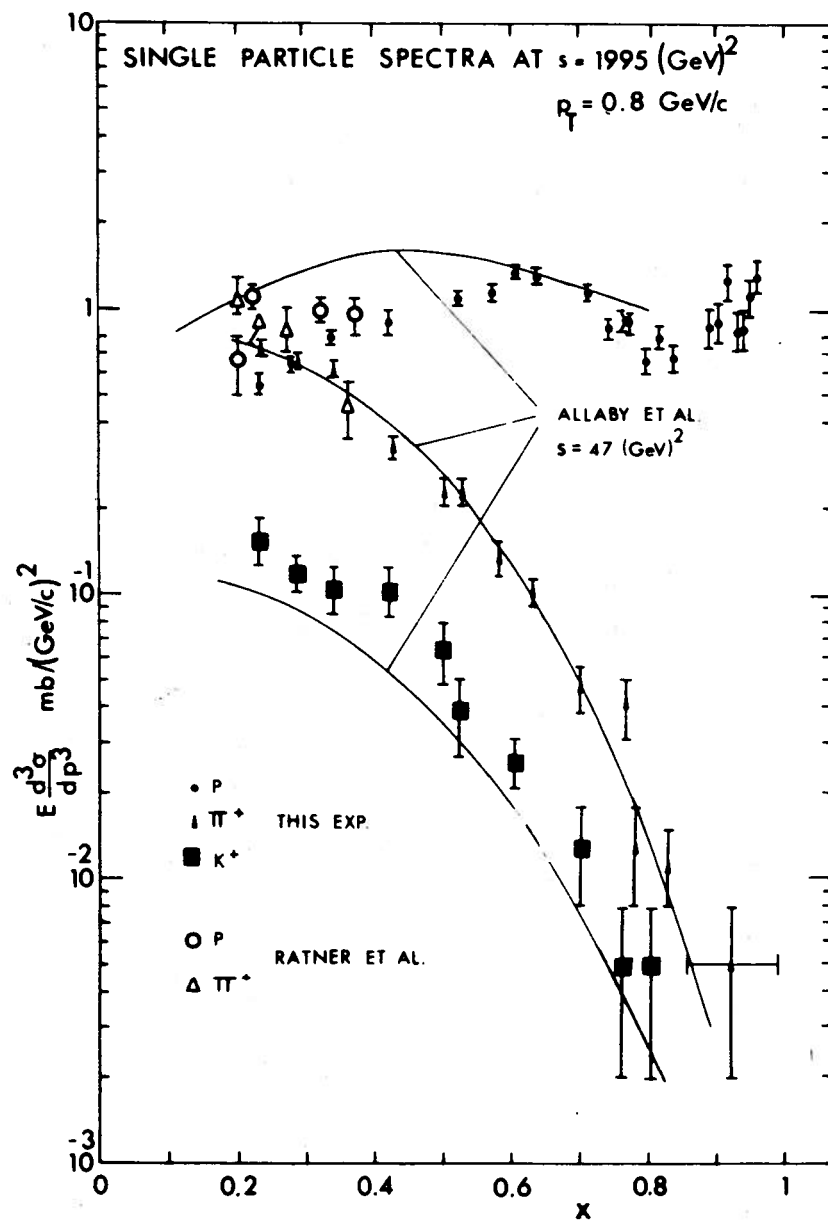 SINGLE PARTICLE SPECTRA AT s = 1995 (GeV)²
P_T = 0.8 GeV/c
10
1
10⁻¹
10⁻²
10⁻³
E d³σ/dp³ mb/(GeV/c)²
ALLABY ET AL.
s = 47 (GeV)²
P
π⁺ THIS EXP.
K⁺
P
RATNER ET AL.
π⁺
0 0.2 0.4 0.6 0.8 1
X